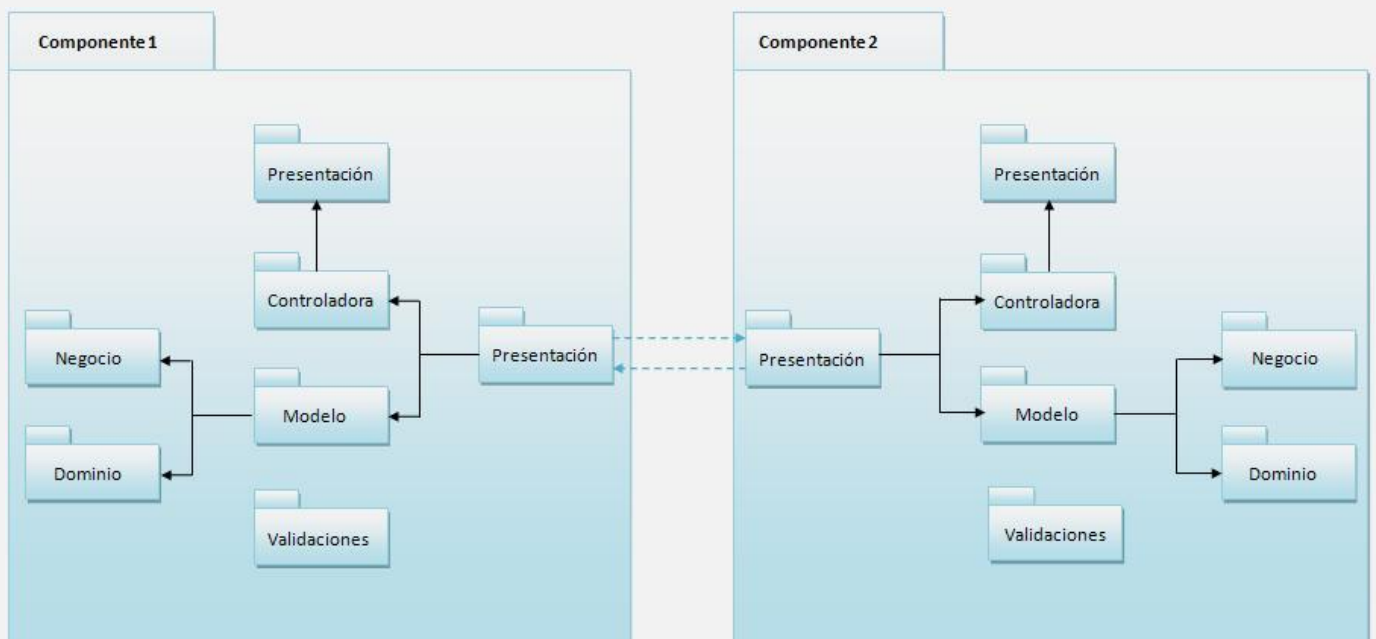 Componente 1
Presentación
Controladora
Negocio
Presentación
Modelo
Dominio
Validaciones
Componente 2
Presentación
Controladora
Presentación
Negocio
Modelo
Dominio
Validaciones